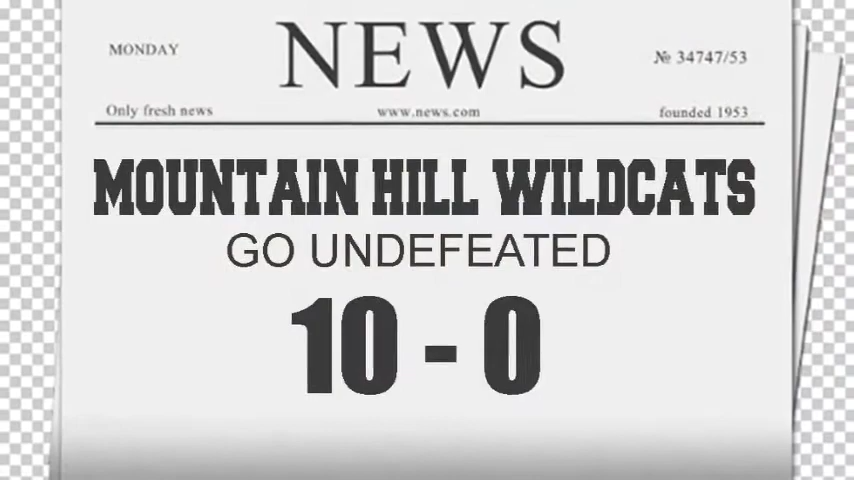 NEWS
MONDAY
№ 34747/53
Only fresh news
www.news.com
founded 1953
MOUNTAIN HILL WILDCATS
GO UNDEFEATED
10 - 0